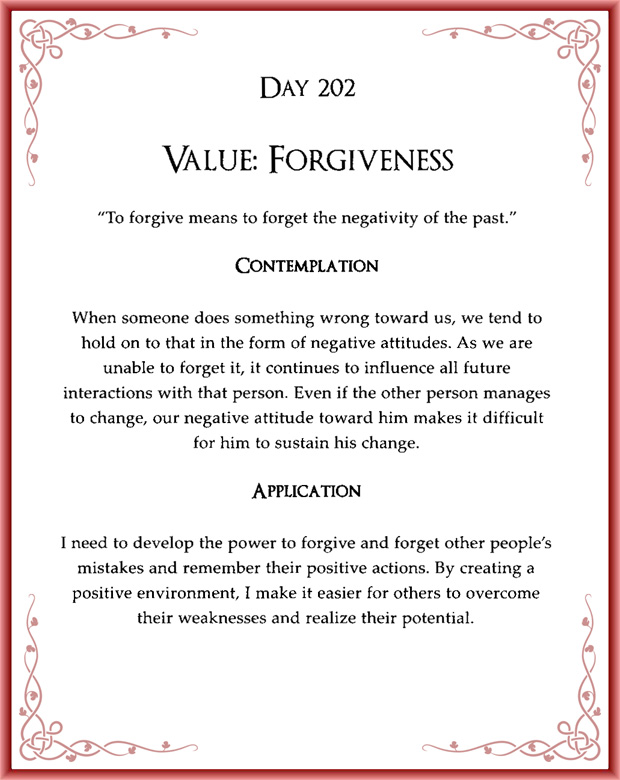 Day 202
Value: Forgiveness
“To forgive means to forget the negativity of the past.”
Contemplation
When someone does something wrong toward us, we tend to
hold on to that in the form of negative attitudes. As we are
unable to forget it, it continues to influence all future
interactions with that person. Even if the other person manages
to change, our negative attitude toward him makes it difficult
for him to sustain his change.
Application
I need to develop the power to forgive and forget other people’s
mistakes and remember their positive actions. By creating a
positive environment, I make it easier for others to overcome
their weaknesses and realize their potential.